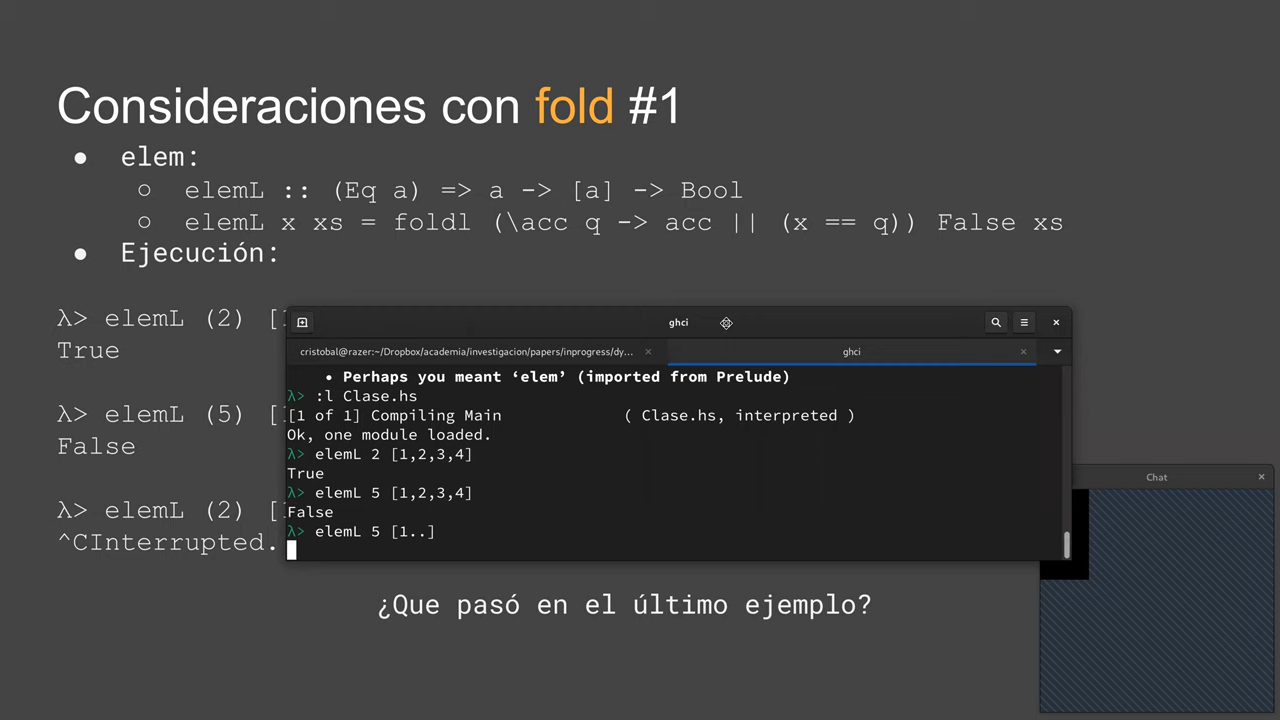 Consideraciones con fold #1
● elem:
○ elemL :: (Eq a) => a -> [a] -> Bool
○ elemL x xs = foldl (\acc q -> acc || (x == q)) False xs
● Ejecución:
λ> elemL (2) [
True
λ> elemL (5) [
False
λ> elemL (2) [
^CInterrupted.
ghci
cristobal@razer:~/Dropbox/academia/investigacion/papers/inprogress/dy...
ghci
• Perhaps you meant ‘elem’ (imported from Prelude)
λ> :l Clase.hs
[1 of 1] Compiling Main ( Clase.hs, interpreted )
Ok, one module loaded.
λ> elemL 2 [1,2,3,4]
True
λ> elemL 5 [1,2,3,4]
False
λ> elemL 5 [1..]
Chat
¿Que pasó en el último ejemplo?